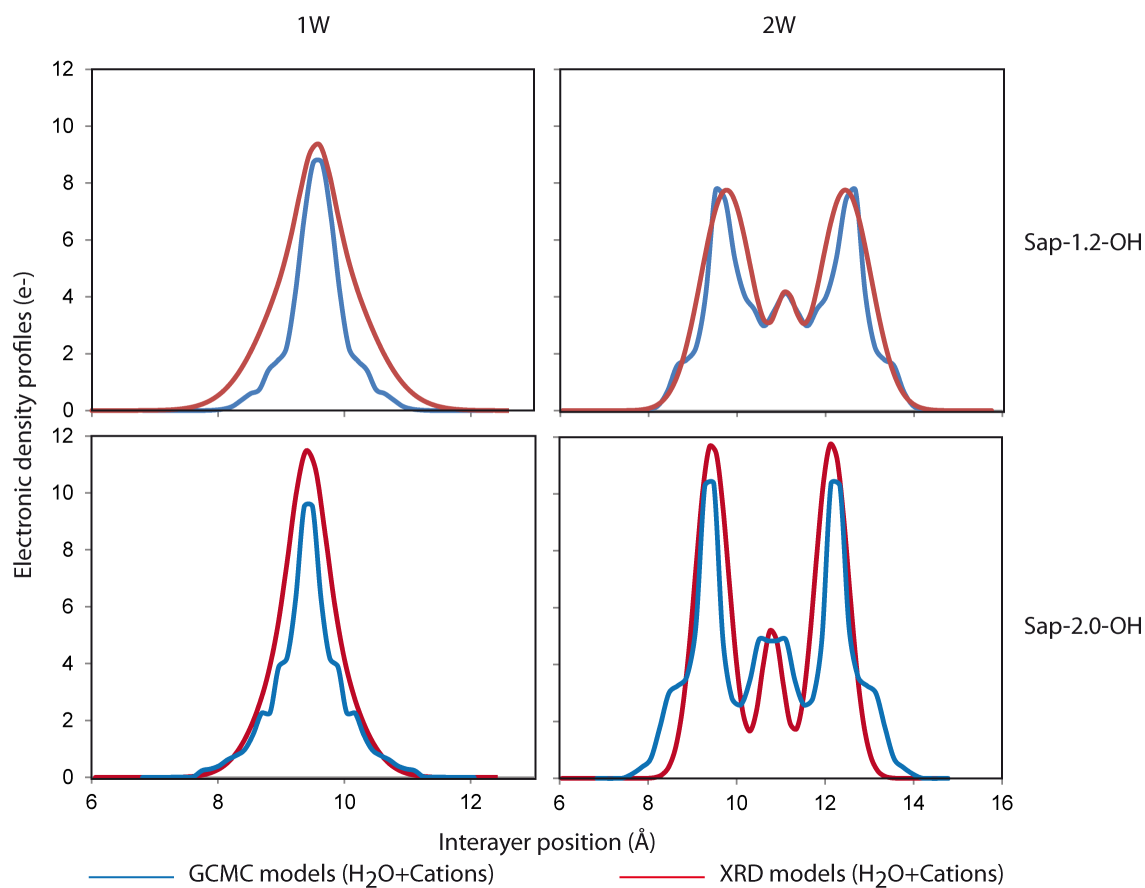 1W
2W
12
10
8
6
4
2
0
Sap-1.2-OH
12
10
8
6
4
2
0
Sap-2.0-OH
Electronic density profiles (e-)
6 8 10 12
6 8 10 12 14 16
Interayer position (Å)
GCMC models (H2O+Cations)
XRD models (H2O+Cations)